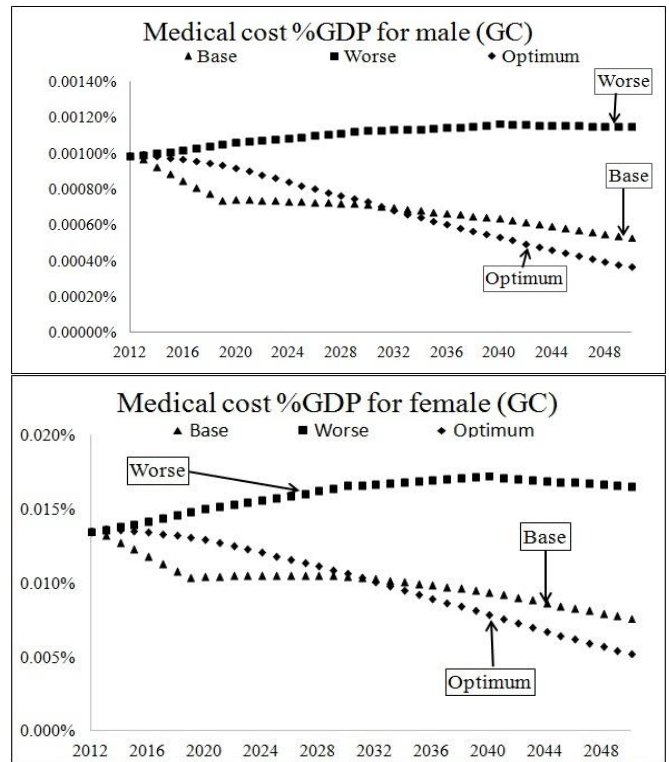 Medical cost %GDP for male (GC)
▲ Base ■ Worse ◆ Optimum
0.00140%
0.00120%
0.00100%
0.00080%
0.00060%
0.00040%
0.00020%
0.00000%
Worse
Base
Optimum
2012 2016 2020 2024 2028 2032 2036 2040 2044 2048
Medical cost %GDP for female (GC)
▲ Base ■ Worse ◆ Optimum
0.020%
0.015%
0.010%
0.005%
0.000%
Worse
Base
Optimum
2012 2016 2020 2024 2028 2032 2036 2040 2044 2048